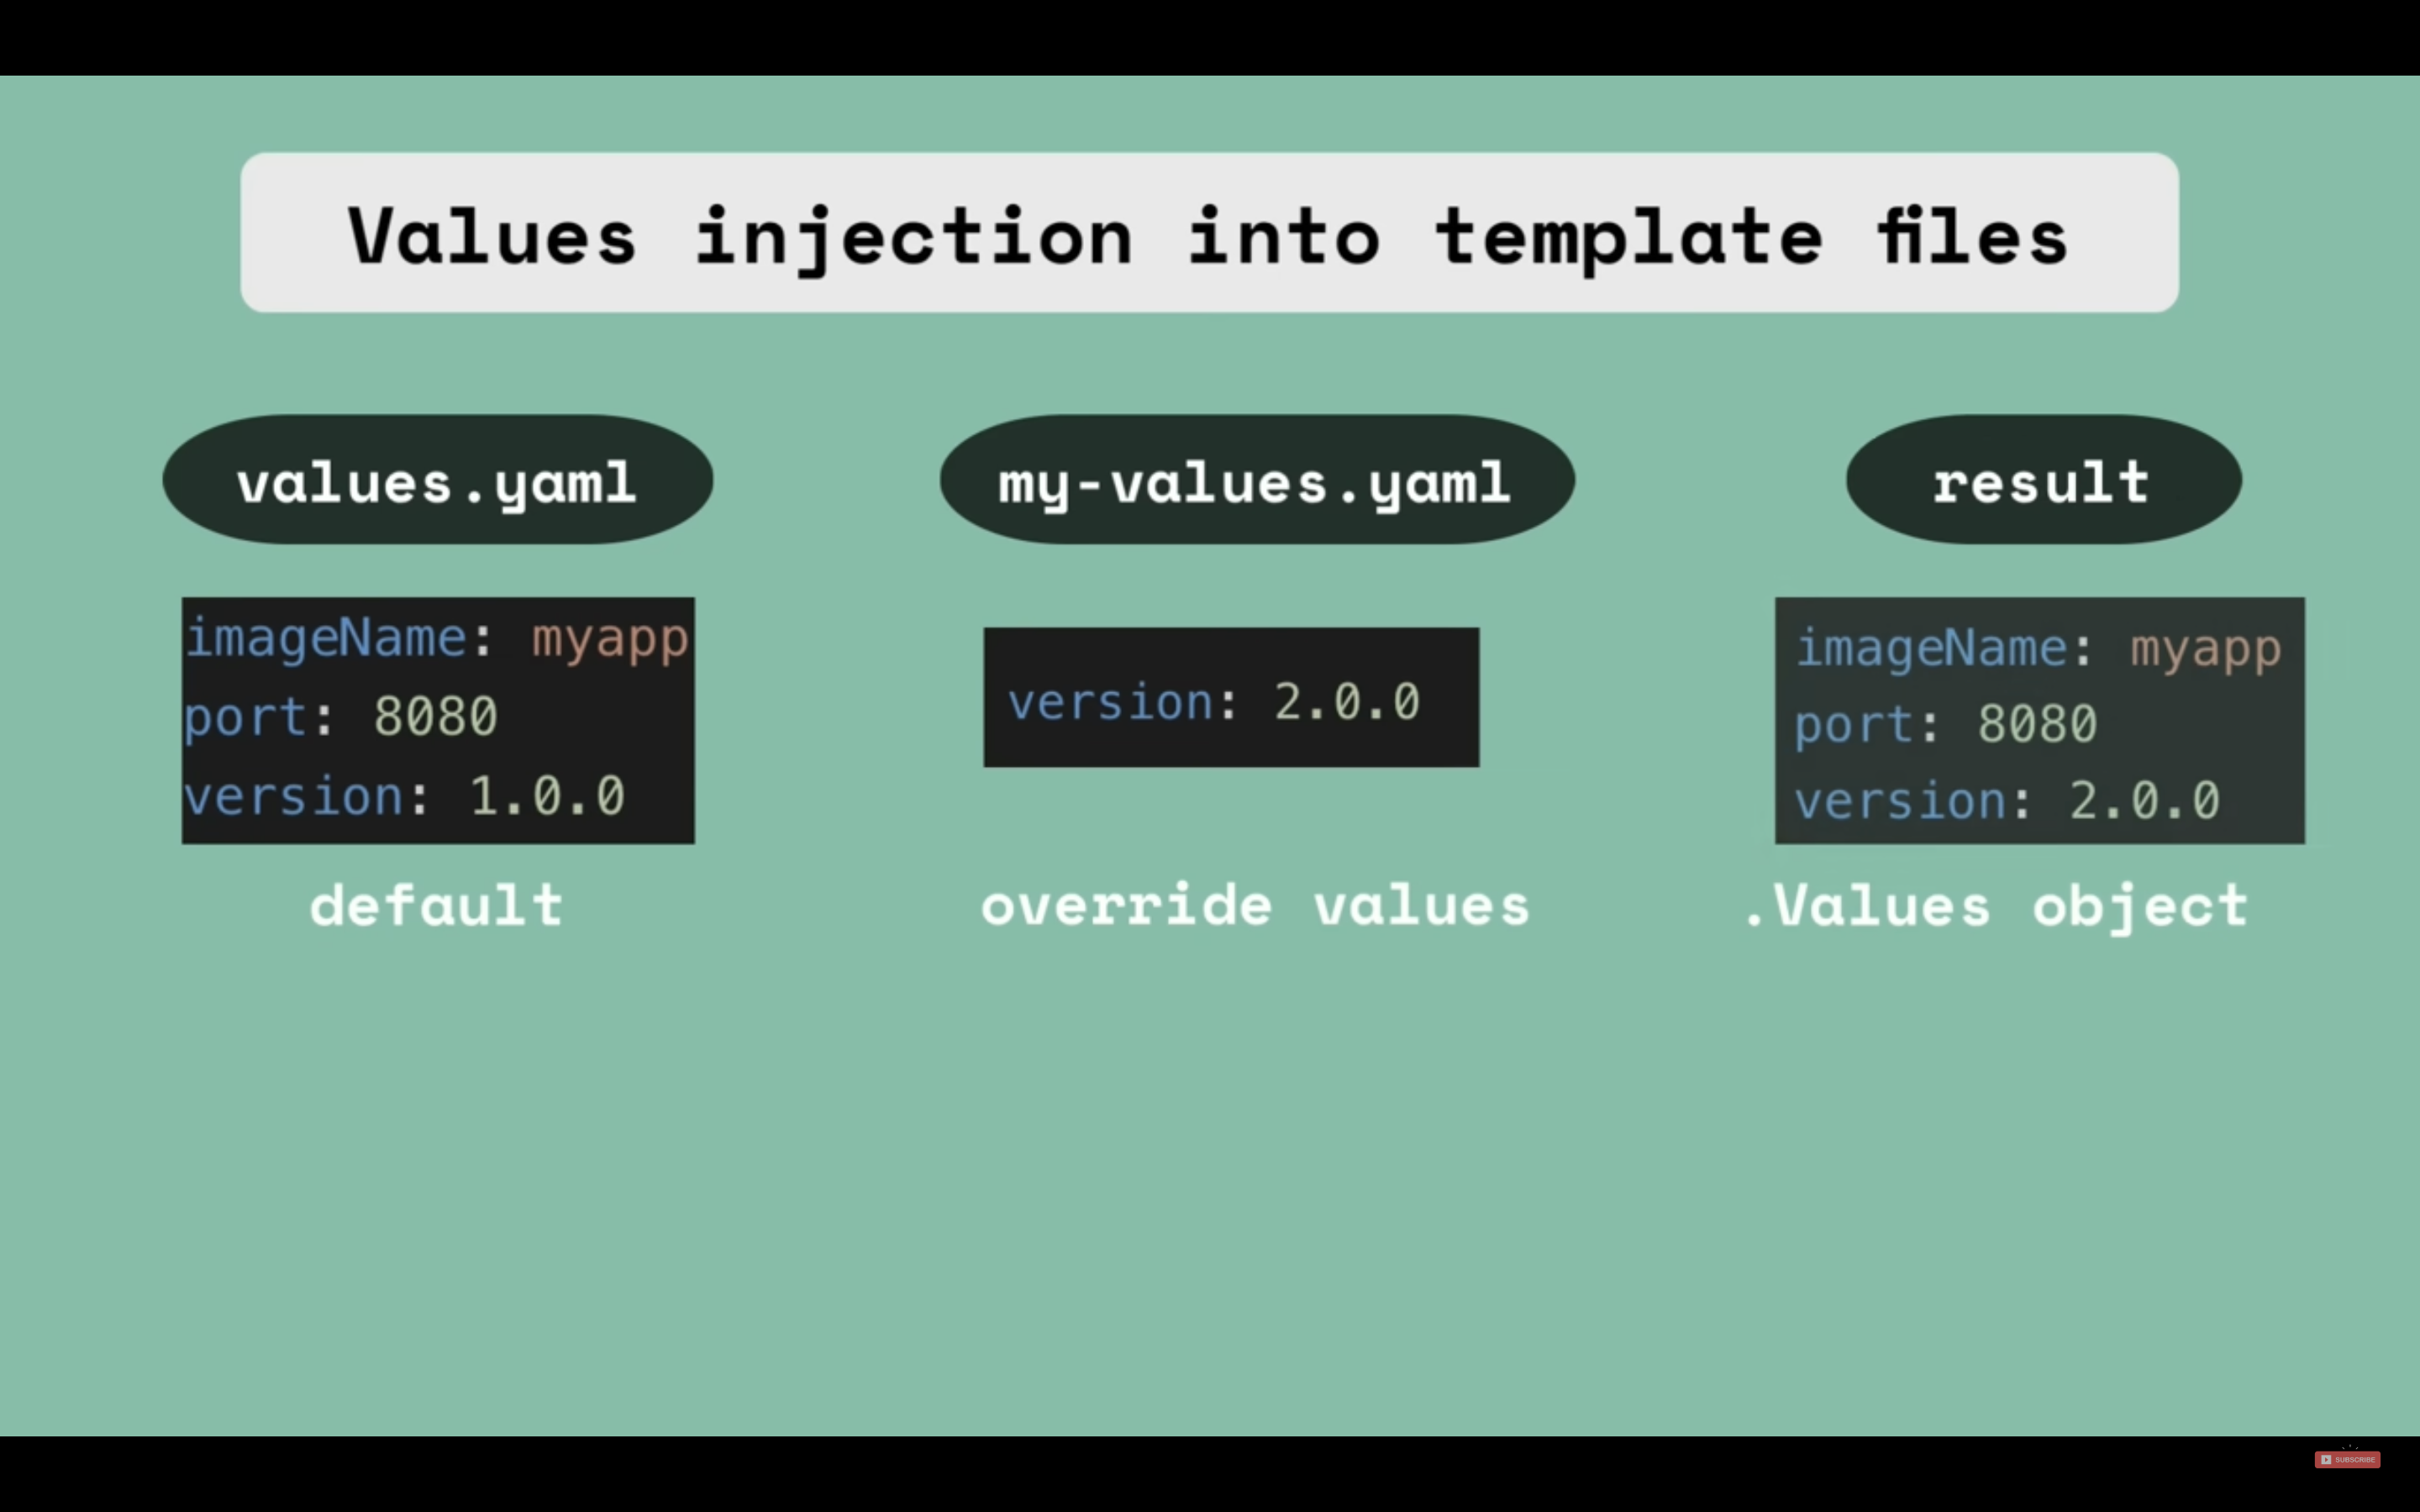 Values injection into template files
values.yaml
imageName: myapp
port: 8080
version: 1.0.0
default
my-values.yaml
version: 2.0.0
override values
result
imageName: myapp
port: 8080
version: 2.0.0
.Values object
SUBSCRIBE